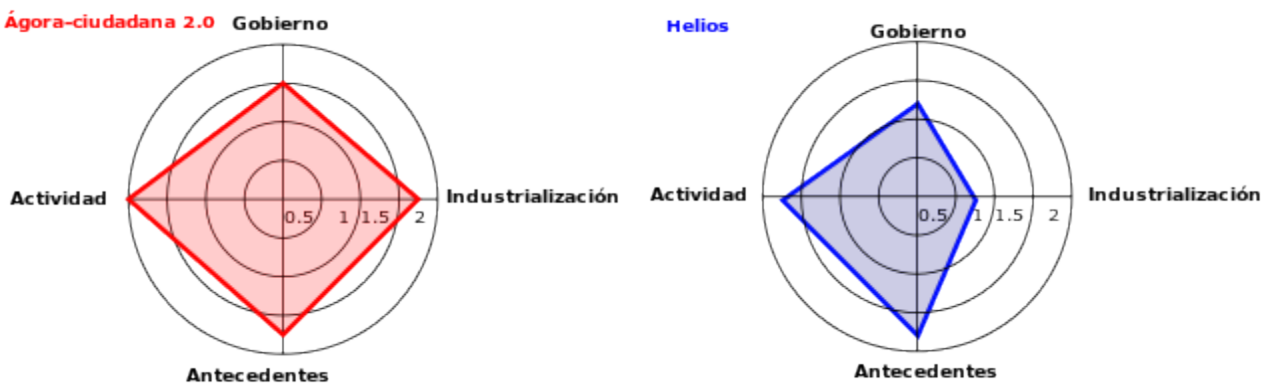 Ágora-ciudadana 2.0
Gobierno
Actividad
Industrialización
0.5 1 1.5 2
Antecedentes
Helios
Gobierno
Actividad
Industrialización
0.5 1 1.5 2
Antecedentes